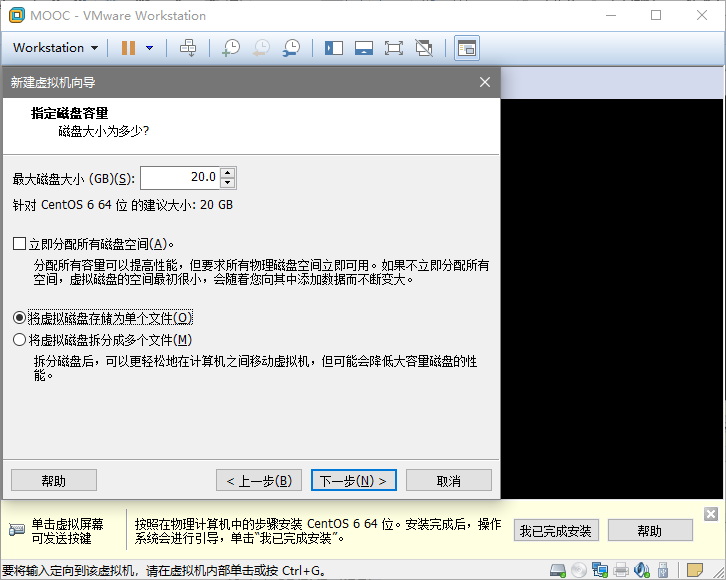 MOOC - VMware Workstation
Workstation
新建虚拟机向导
指定磁盘容量
磁盘大小为多少?
最大磁盘大小 (GB)(S): 20.0
针对 CentOS 6 64 位 的建议大小: 20 GB
立即分配所有磁盘空间(A)。
分配所有容量可以提高性能，但要求所有物理磁盘空间立即可用。如果不立即分配所有
空间，虚拟磁盘的空间最初很小，会随着您向其中添加数据而不断变大。
将虚拟磁盘存储为单个文件(O)
将虚拟磁盘拆分成多个文件(M)
拆分磁盘后，可以更轻松地在计算机之间移动虚拟机，但可能会降低大容量磁盘的性
能。
帮助 < 上一步(B) 下一步(N) > 取消
单击虚拟屏幕
可发送按键
按照在物理计算机中的步骤安装 CentOS 6 64 位。安装完成后，操作
系统会进行引导，单击“我已完成安装”。
我已完成安装 帮助
要将输入定向到该虚拟机，请在虚拟机内部单击或按 Ctrl+G。